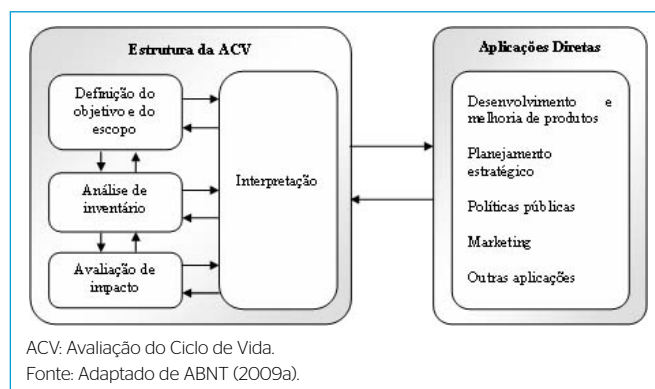 Estrutura da ACV
Definição do
objetivo e do
escopo
Análise de
inventário
Avaliação de
impacto
Interpretação
Aplicações Diretas
Desenvolvimento e
melhoria de produtos
Planejamento
estratégico
Políticas públicas
Marketing
Outras aplicações
ACV: Avaliação do Ciclo de Vida.
Fonte: Adaptado de ABNT (2009a).